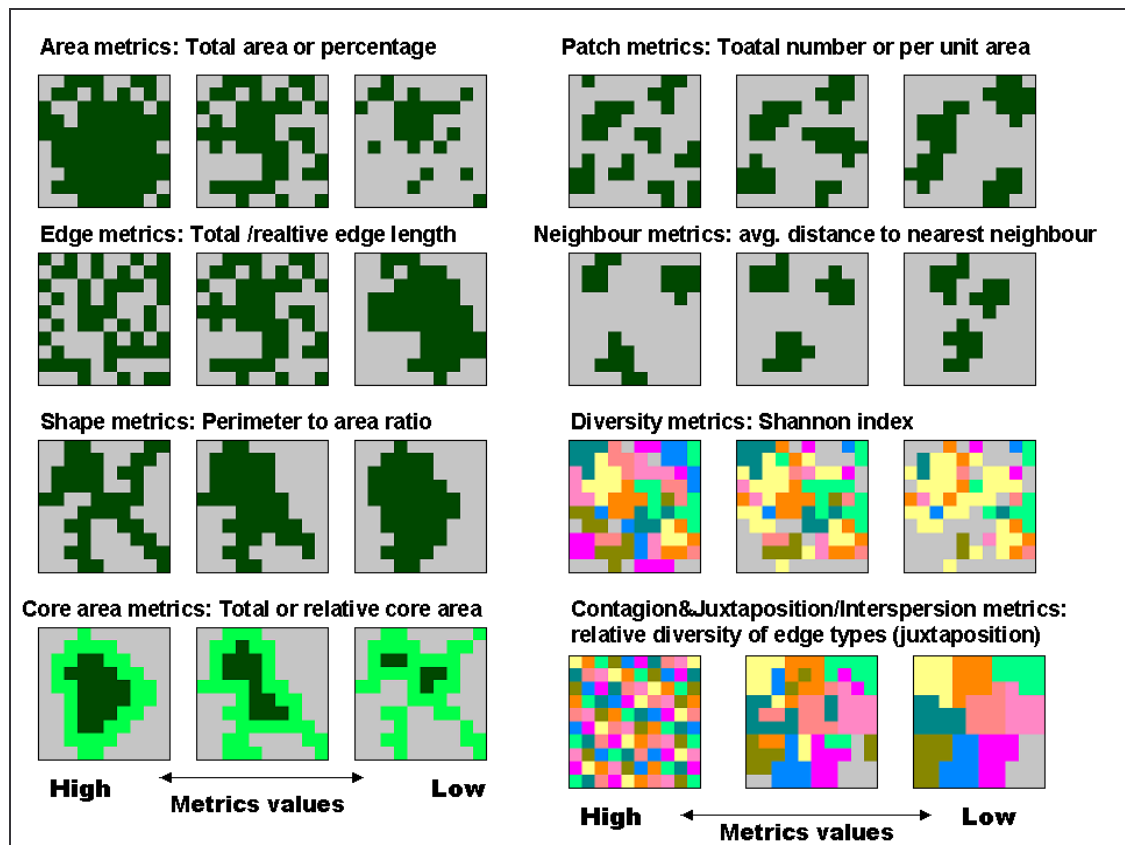 Area metrics: Total area or percentage
Patch metrics: Toatal number or per unit area
Edge metrics: Total /realtive edge length
Neighbour metrics: avg. distance to nearest neighbour
Shape metrics: Perimeter to area ratio
Diversity metrics: Shannon index
Core area metrics: Total or relative core area
Contagion&Juxtaposition/Interspersion metrics:
relative diversity of edge types (juxtaposition)
High
Metrics values
Low
High
Metrics values
Low